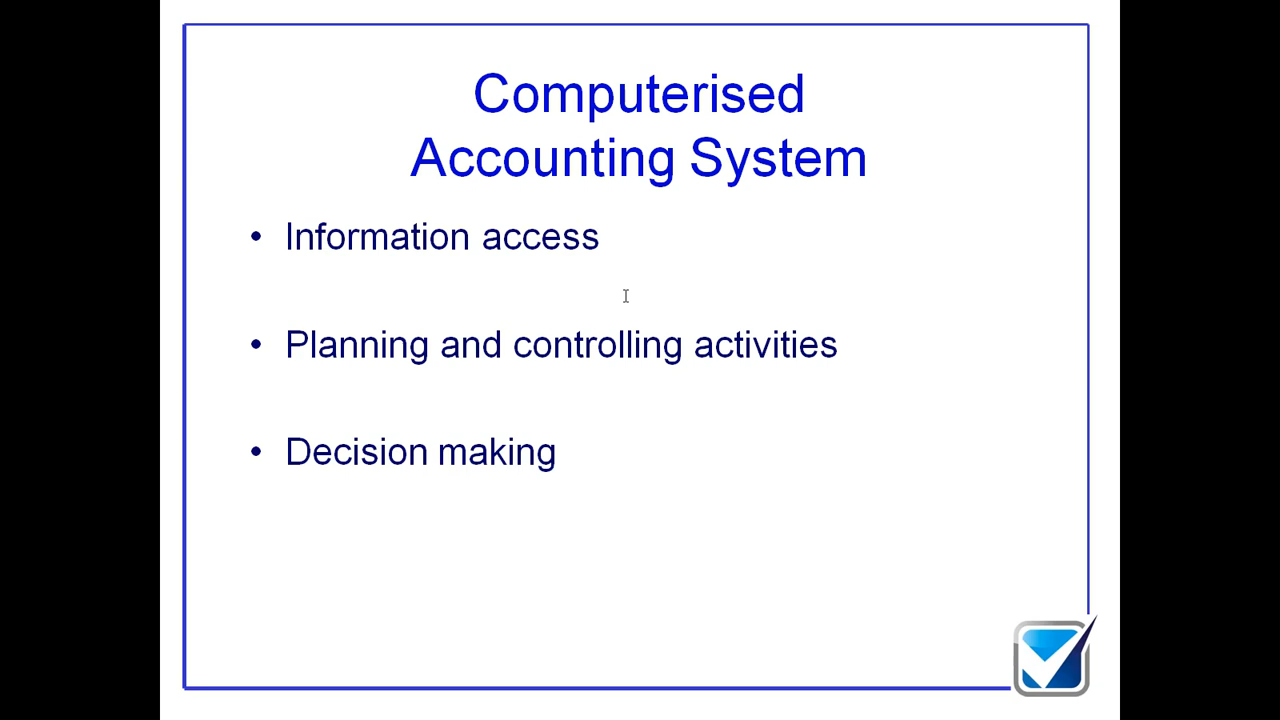 Computerised
Accounting System
• Information access
• Planning and controlling activities
• Decision making